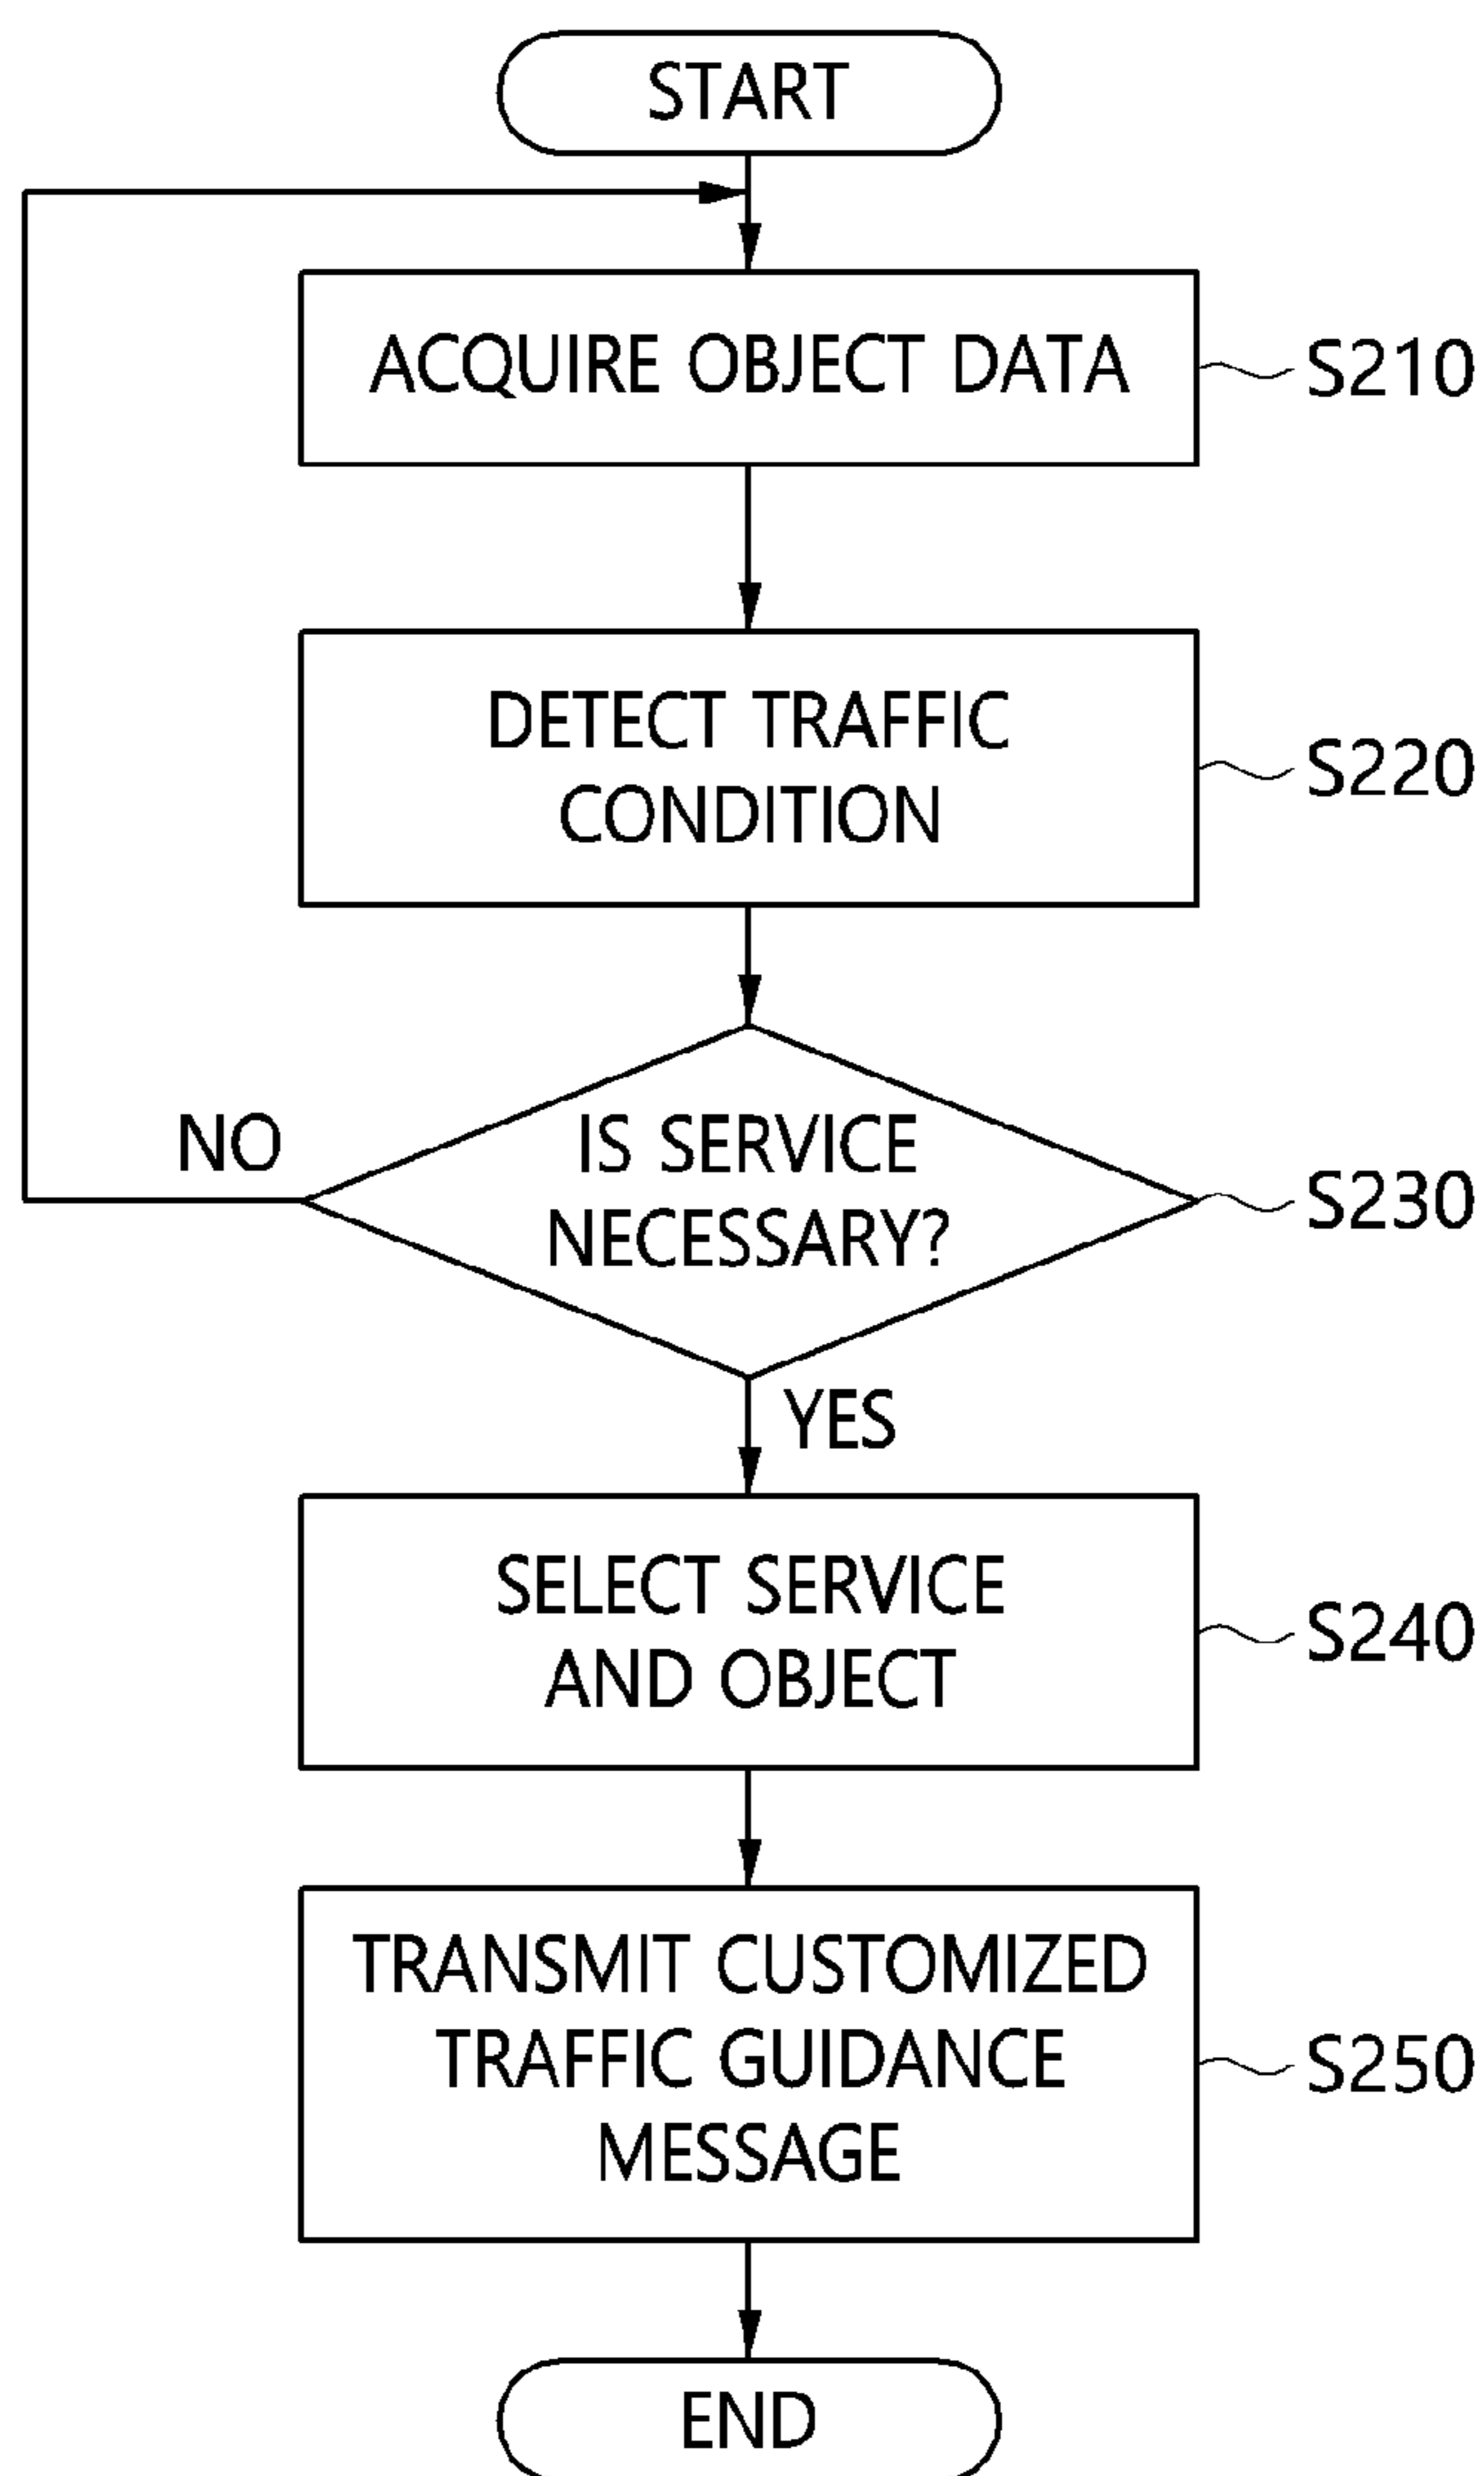 START
ACQUIRE OBJECT DATA
S210
DETECT TRAFFIC
CONDITION
S220
NO
IS SERVICE
NECESSARY?
S230
YES
SELECT SERVICE
AND OBJECT
S240
TRANSMIT CUSTOMIZED
TRAFFIC GUIDANCE
MESSAGE
S250
END